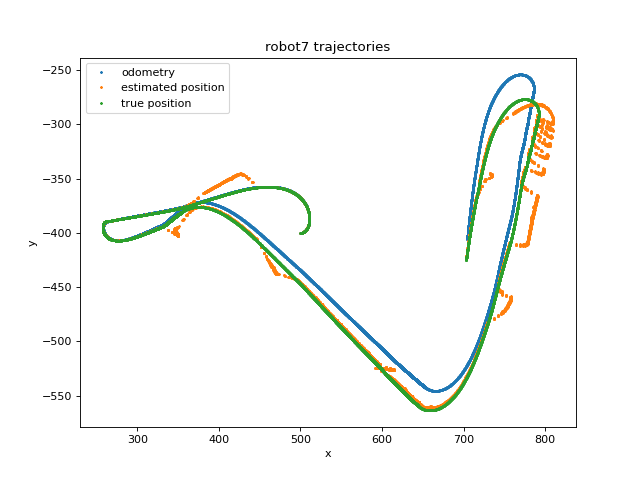 robot7 trajectories
odometry
estimated position
true position
−250
−300
−350
−400
−450
−500
−550
y
300
400
500
600
700
800
x